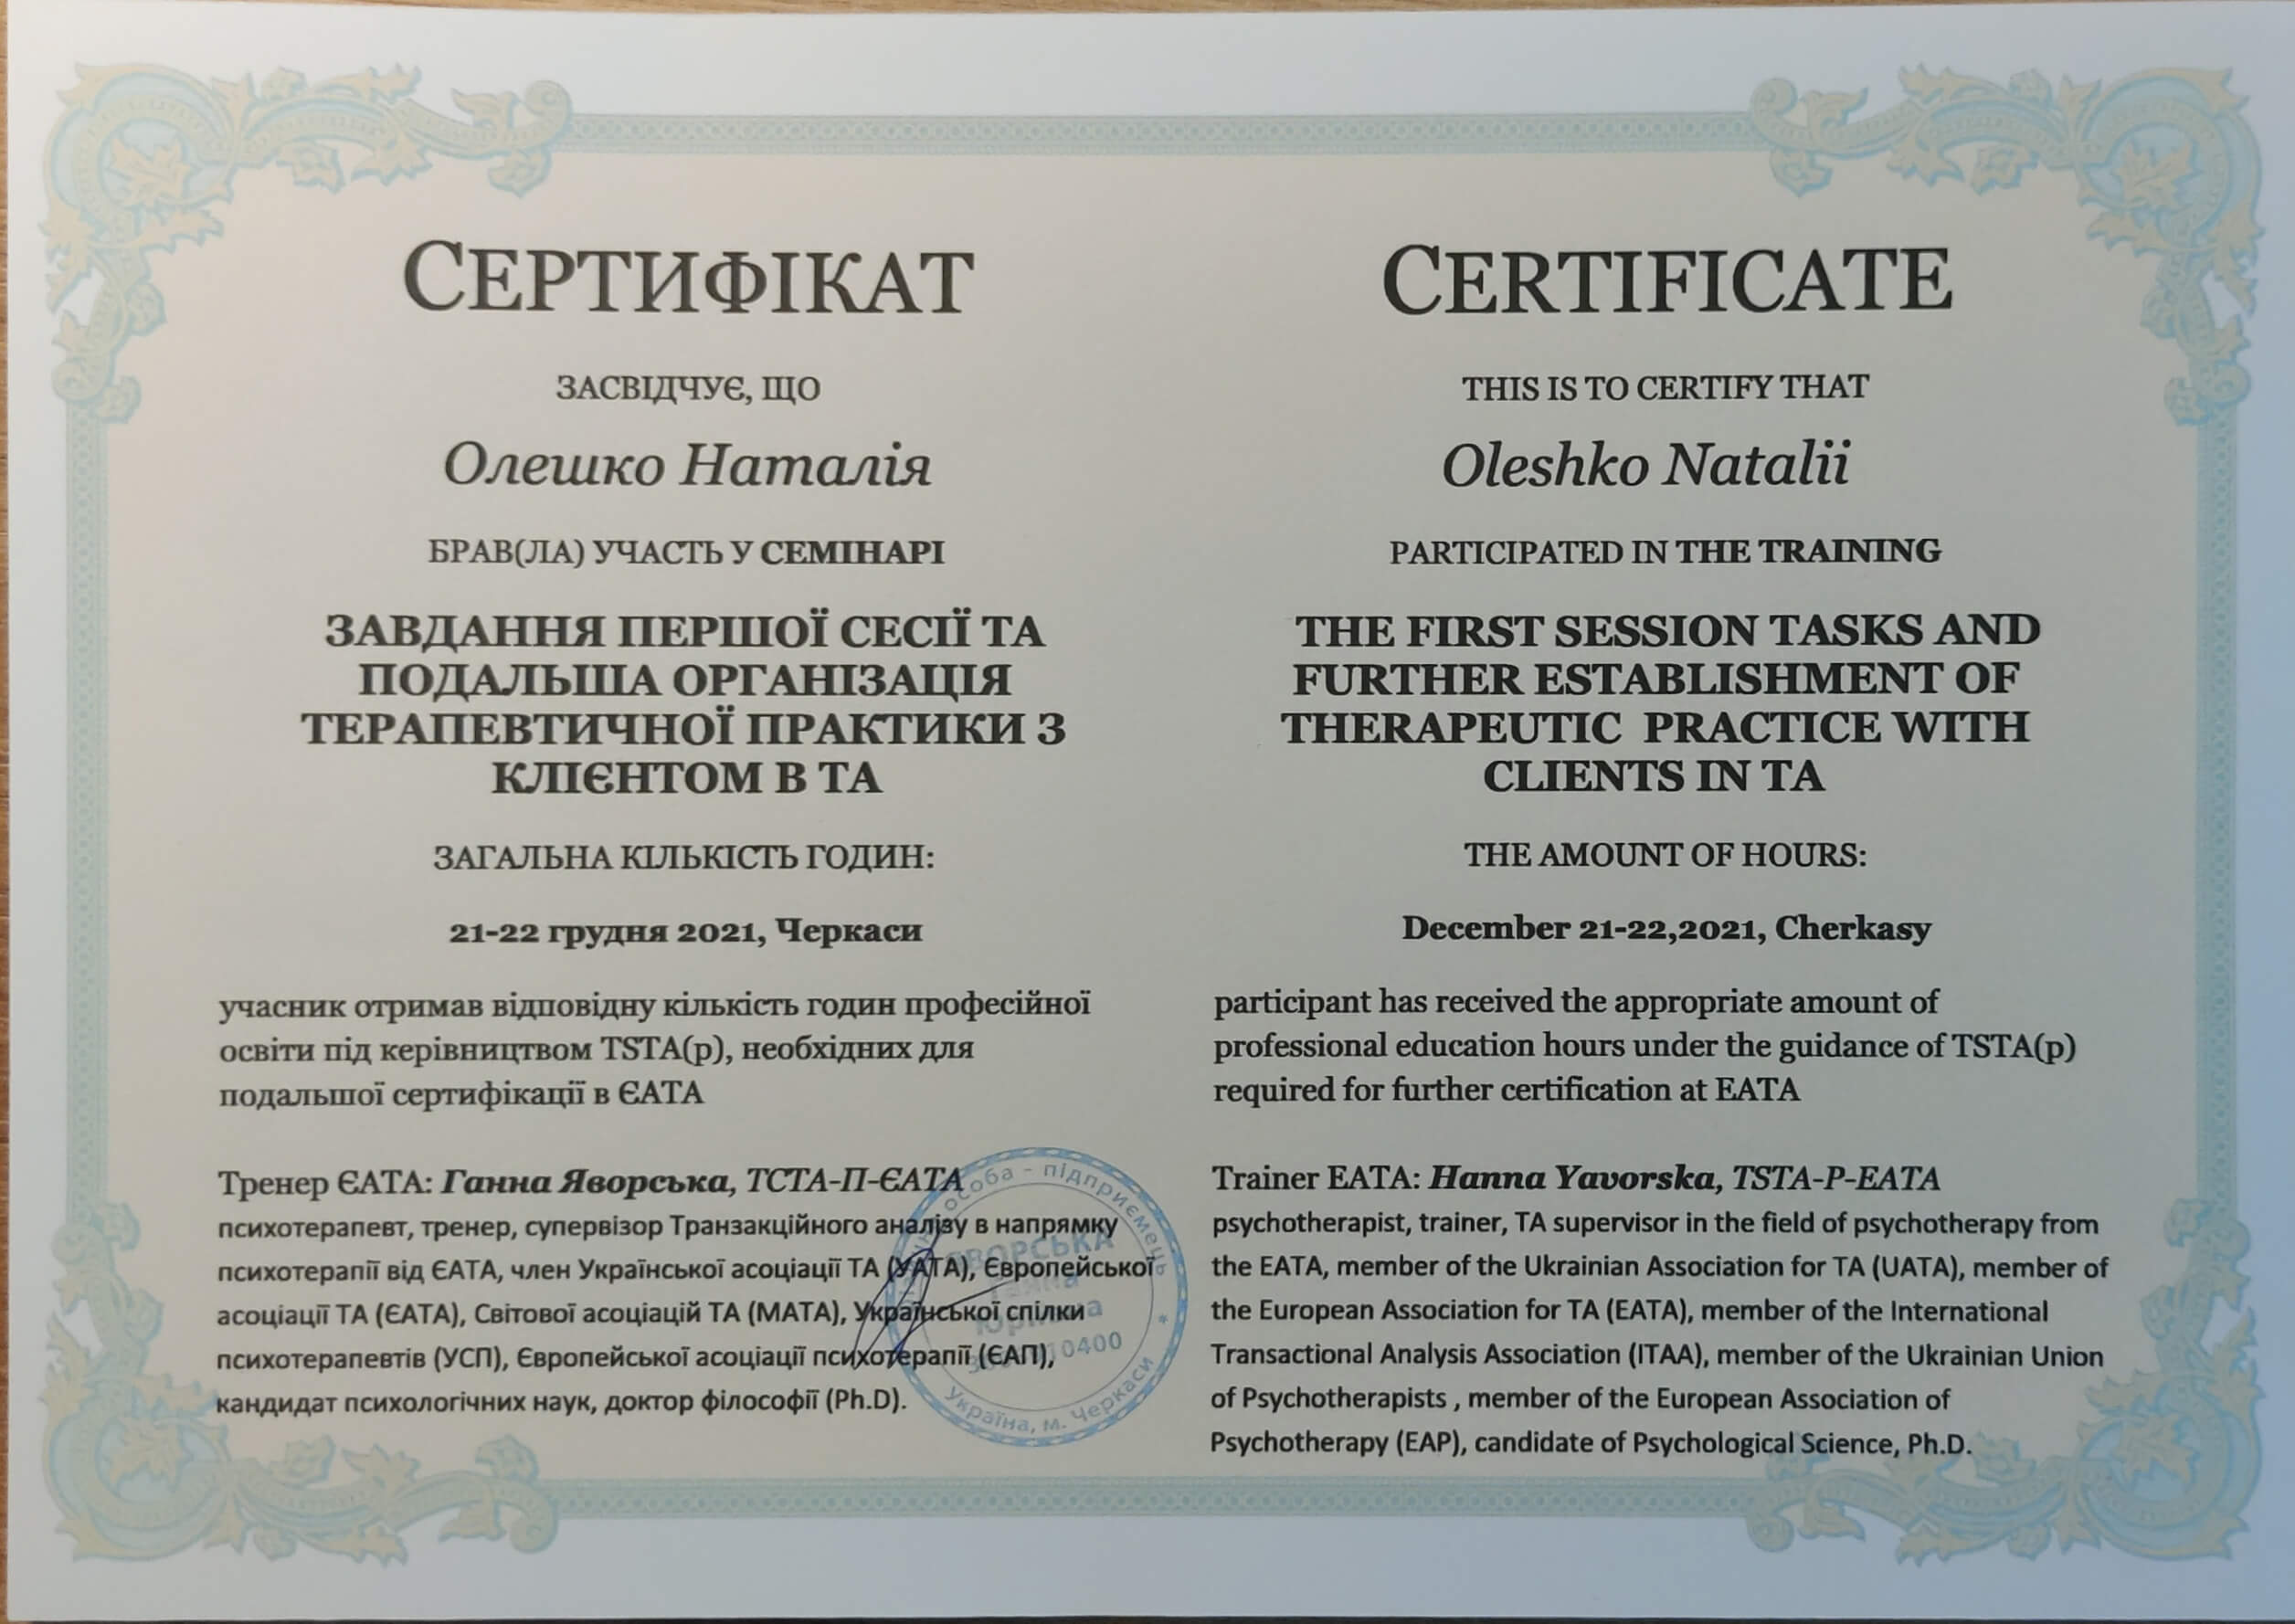 СЕРТИФІКАТ
ЗАСВІДЧУЄ, ЩО
Олешко Наталія
БРАВ(ЛА) УЧАСТЬ У СЕМІНАРІ
ЗАВДАННЯ ПЕРШОЇ СЕСІЇ ТА
ПОДАЛЬША ОРГАНІЗАЦІЯ
ТЕРАПЕВТИЧНОЇ ПРАКТИКИ З
КЛІЄНТОМ В ТА
ЗАГАЛЬНА КІЛЬКІСТЬ ГОДИН:
21-22 грудня 2021, Черкаси
учасник отримав відповідну кількість годин професійної
освіти під керівництвом TSTA(p), необхідних для
подальшої сертифікації в ЄАТА
Тренер ЄАТА: Ганна Яворська, ТСТА-П-ЄАТА
психотерапевт, тренер, супервізор Транзакційного аналізу в напрямку
психотерапії від ЄАТА, член Української асоціації ТА (УАТА), Європейської
асоціації ТА (ЄАТА), Світової асоціацій ТА (МАТА), Української спілки
психотерапевтів (УСП), Європейської асоціації психотерапії (ЄАП),
кандидат психологічних наук, доктор філософії (Ph.D).
особа - підприємець
ЯВОРСЬКА
Ганна
Юріївна
Україна, м. Черкаси
CERTIFICATE
THIS IS TO CERTIFY THAT
Oleshko Natalii
PARTICIPATED IN THE TRAINING
THE FIRST SESSION TASKS AND
FURTHER ESTABLISHMENT OF
THERAPEUTIC PRACTICE WITH
CLIENTS IN TA
THE AMOUNT OF HOURS:
December 21-22,2021, Cherkasy
participant has received the appropriate amount of
professional education hours under the guidance of TSTA(p)
required for further certification at EATA
Trainer EATA: Hanna Yavorska, TSTA-P-EATA
psychotherapist, trainer, TA supervisor in the field of psychotherapy from
the EATA, member of the Ukrainian Association for TA (UATA), member of
the European Association for TA (EATA), member of the International
Transactional Analysis Association (ITAA), member of the Ukrainian Union
of Psychotherapists , member of the European Association of
Psychotherapy (EAP), candidate of Psychological Science, Ph.D.